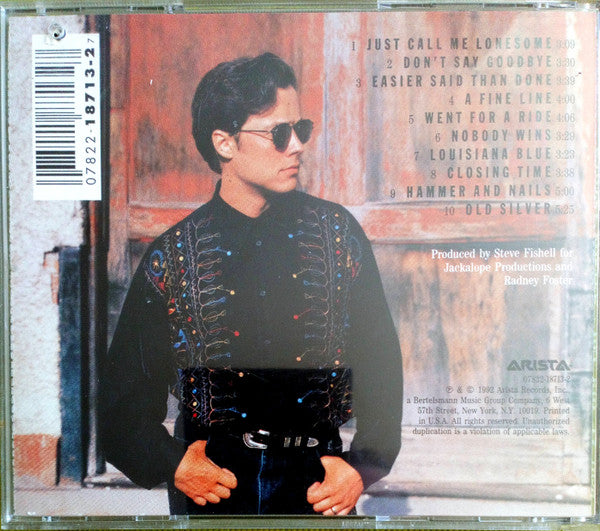 07822-18713-2 7
1 JUST CALL ME LONESOME 3:09
2 DON'T SAY GOODBYE 3:30
3 EASIER SAID THAN DONE 3:39
4 A FINE LINE 4:00
5 WENT FOR A RIDE 4:06
6 NOBODY WINS 3:29
7 LOUISIANA BLUE 3:23
8 CLOSING TIME 3:38
9 HAMMER AND NAILS 5:00
10 OLD SILVER 5:25
Produced by Steve Fishell for
Jackalope Productions and
Radney Foster
ARISTA
07822-18713-2
℗ & © 1992 Arista Records, Inc.,
a Bertelsmann Music Group Company, 6 West
57th Street, New York, N.Y. 10019. Printed
in U.S.A. All rights reserved. Unauthorized
duplication is a violation of applicable laws.